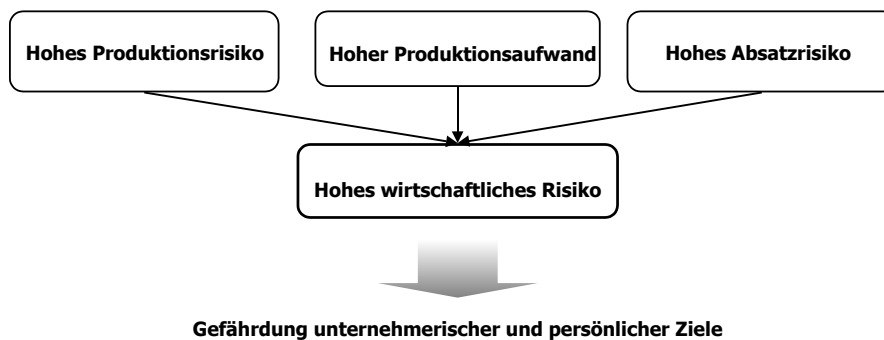 Hohes Produktionsrisiko
Hoher Produktionsaufwand
Hohes Absatzrisiko
Hohes wirtschaftliches Risiko
Gefährdung unternehmerischer und persönlicher Ziele